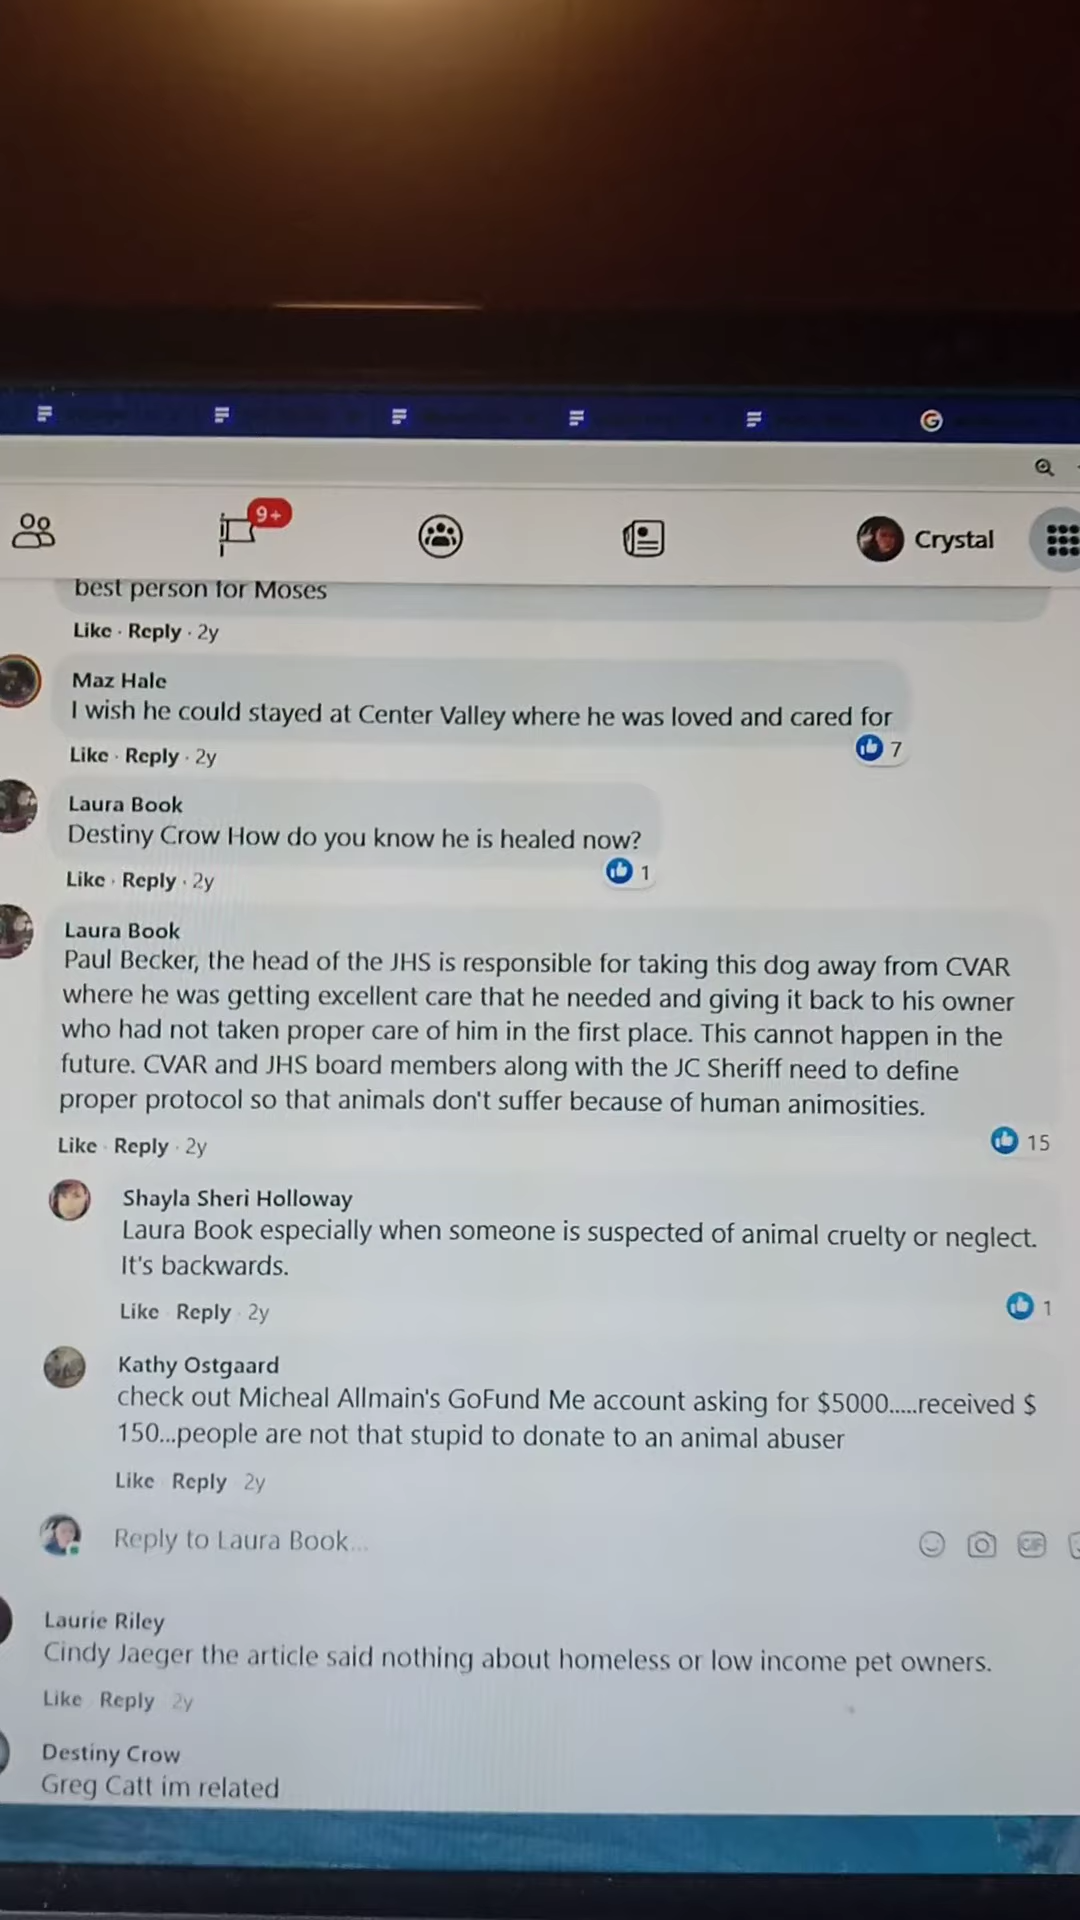 9+
Crystal
best person for Moses
Like · Reply · 2y
Maz Hale
I wish he could stayed at Center Valley where he was loved and cared for
7
Like · Reply · 2y
Laura Book
Destiny Crow How do you know he is healed now?
1
Like · Reply · 2y
Laura Book
Paul Becker, the head of the JHS is responsible for taking this dog away from CVAR
where he was getting excellent care that he needed and giving it back to his owner
who had not taken proper care of him in the first place. This cannot happen in the
future. CVAR and JHS board members along with the JC Sheriff need to define
proper protocol so that animals don't suffer because of human animosities.
15
Like · Reply · 2y
Shayla Sheri Holloway
Laura Book especially when someone is suspected of animal cruelty or neglect.
It's backwards.
Like · Reply · 2y
1
Kathy Ostgaard
check out Micheal Allmain's GoFund Me account asking for $5000.....received $
150...people are not that stupid to donate to an animal abuser
Like Reply 2y
Reply to Laura Book...
GIF
Laurie Riley
Cindy Jaeger the article said nothing about homeless or low income pet owners.
Like Reply 2y
Destiny Crow
Greg Catt im related